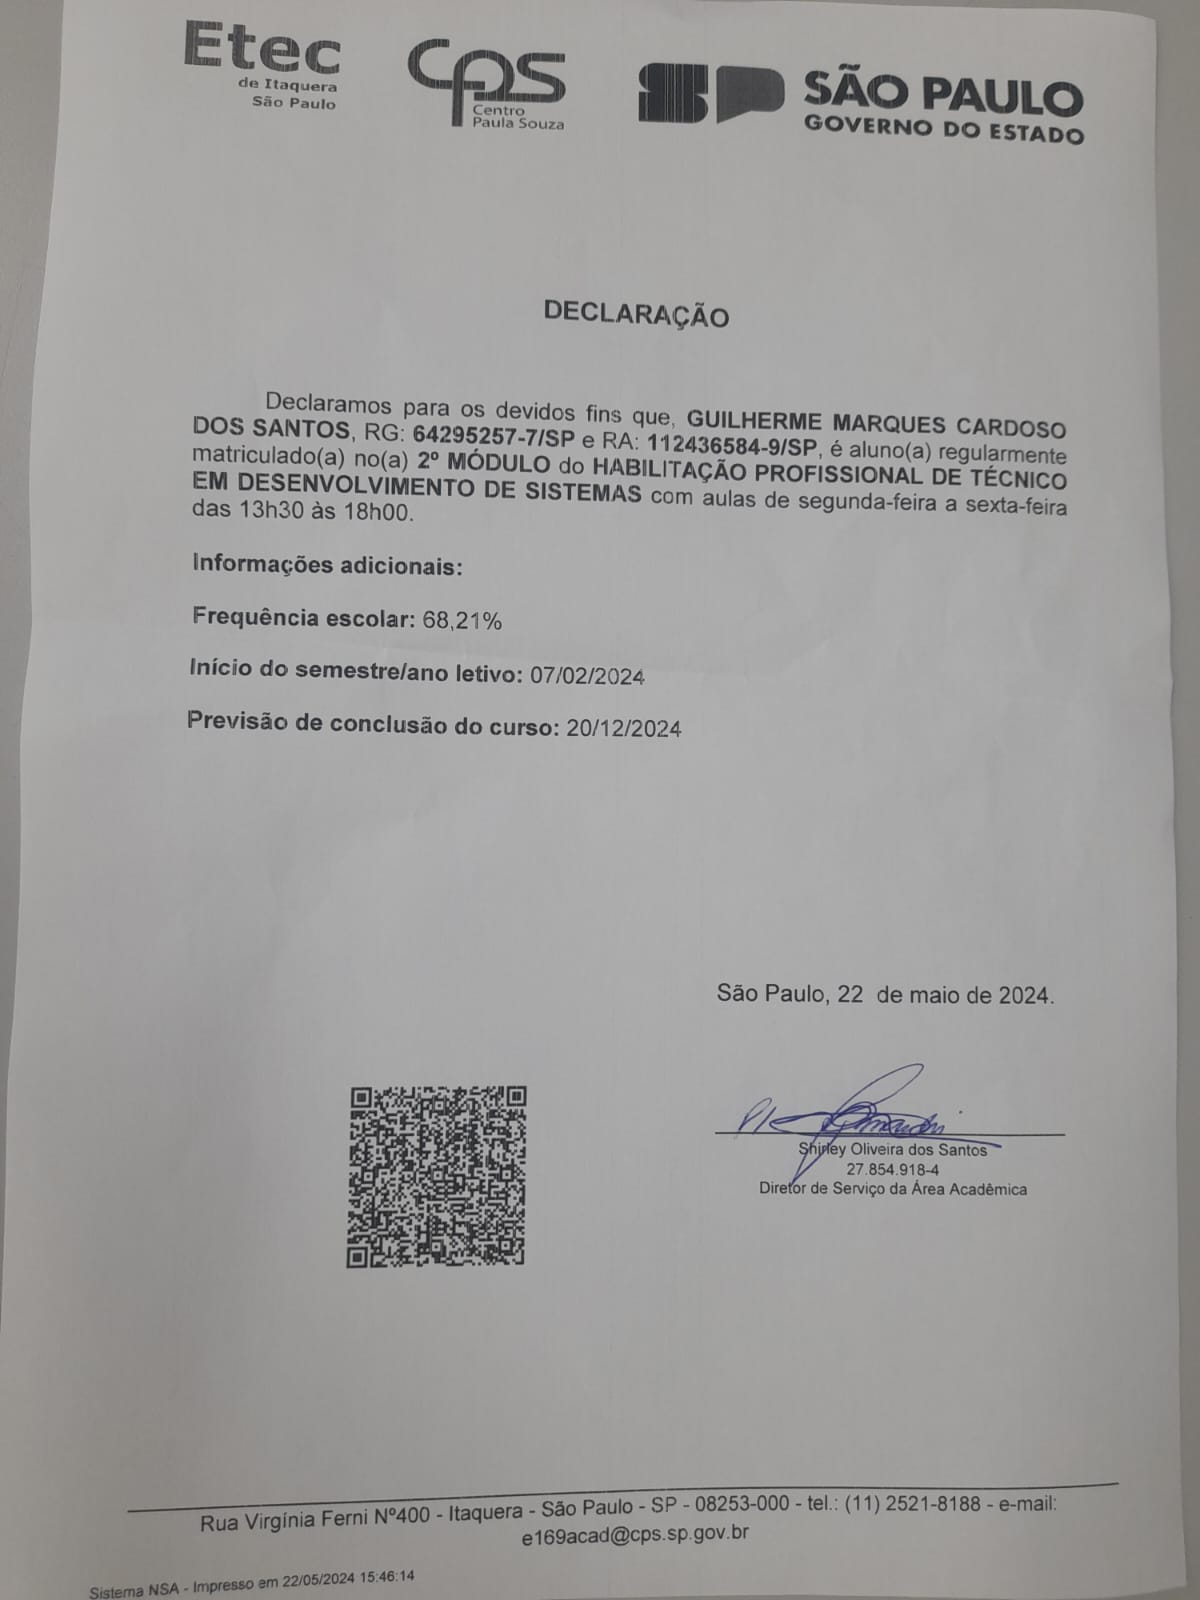 Etec
de Itaquera
São Paulo
CPS
Centro
Paula Souza
SP
SÃO PAULO
GOVERNO DO ESTADO
DECLARAÇÃO
Declaramos para os devidos fins que, GUILHERME MARQUES CARDOSO
DOS SANTOS, RG: 64295257-7/SP e RA: 112436584-9/SP, é aluno(a) regularmente
matriculado(a) no(a) 2º MÓDULO do HABILITAÇÃO PROFISSIONAL DE TÉCNICO
EM DESENVOLVIMENTO DE SISTEMAS com aulas de segunda-feira a sexta-feira
das 13h30 às 18h00.
Informações adicionais:
Frequência escolar: 68,21%
Início do semestre/ano letivo: 07/02/2024
Previsão de conclusão do curso: 20/12/2024
São Paulo, 22 de maio de 2024.
Shirley Oliveira dos Santos
27.854.918-4
Diretor de Serviço da Área Acadêmica
Rua Virgínia Ferni Nº400 - Itaquera - São Paulo - SP - 08253-000 - tel.: (11) 2521-8188 - e-mail:
e169acad@cps.sp.gov.br
Sistema NSA - Impresso em 22/05/2024 15:46:14